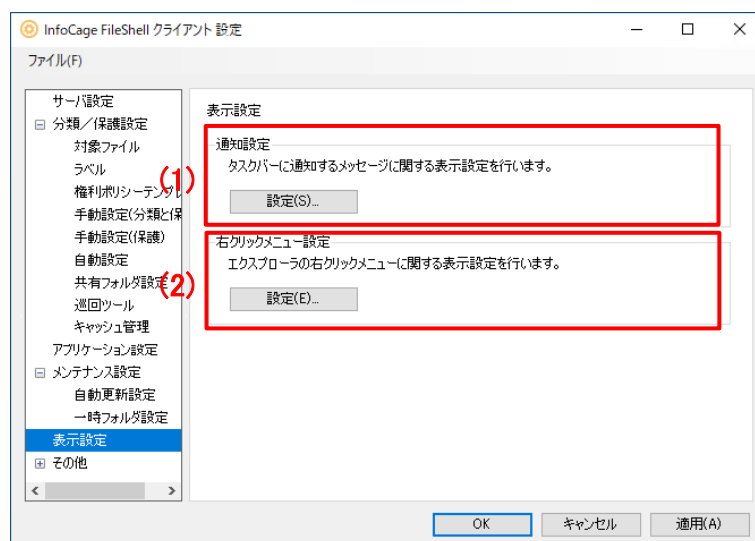 InfoCage FileShell クライアント 設定
ファイル(F)
サーバ設定
分類/保護設定
対象ファイル
ラベル
権利ポリシーテンプレ
手動設定(分類と保
手動設定(保護)
自動設定
共有フォルダ設定
巡回ツール
キャッシュ管理
アプリケーション設定
メンテナンス設定
自動更新設定
一時フォルダ設定
表示設定
その他
表示設定
(1)
通知設定
タスクバーに通知するメッセージに関する表示設定を行います。
設定(S)...
(2)
右クリックメニュー設定
エクスプローラの右クリックメニューに関する表示設定を行います。
設定(E)...
OK
キャンセル
適用(A)